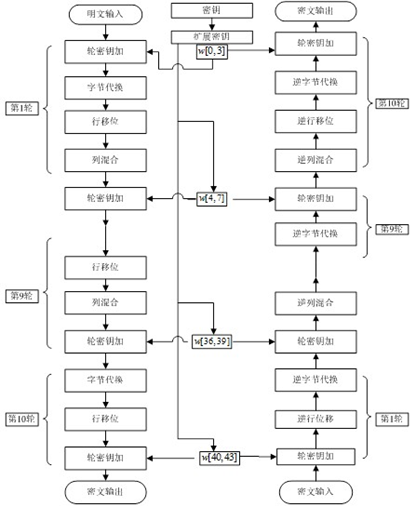 明文输入
轮密钥加
字节代换
行移位
列混合
轮密钥加
行移位
列混合
轮密钥加
字节代换
行移位
轮密钥加
密文输出
第1轮
第9轮
第10轮
密钥
扩展密钥
w[0,3]
w[4,7]
w[36,39]
w[40,43]
密文输出
轮密钥加
逆字节代换
逆行移位
逆列混合
轮密钥加
逆字节代换
逆列混合
轮密钥加
逆字节代换
逆行位移
轮密钥加
密文输入
第10轮
第9轮
第1轮